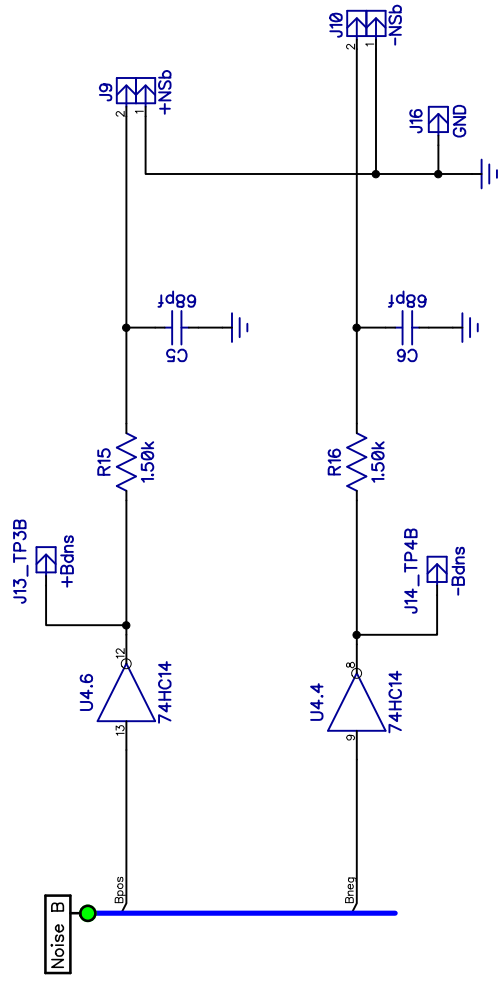 Noise B
Bpos
13
U4.6
74HC14
12
J13_TP3B
+Bdns
R15
1.50k
C5
68pf
J9
2
1
+NSb
Bneg
9
U4.4
74HC14
8
J14_TP4B
-Bdns
R16
1.50k
C6
68pf
J10
2
1
-NSb
J16
GND